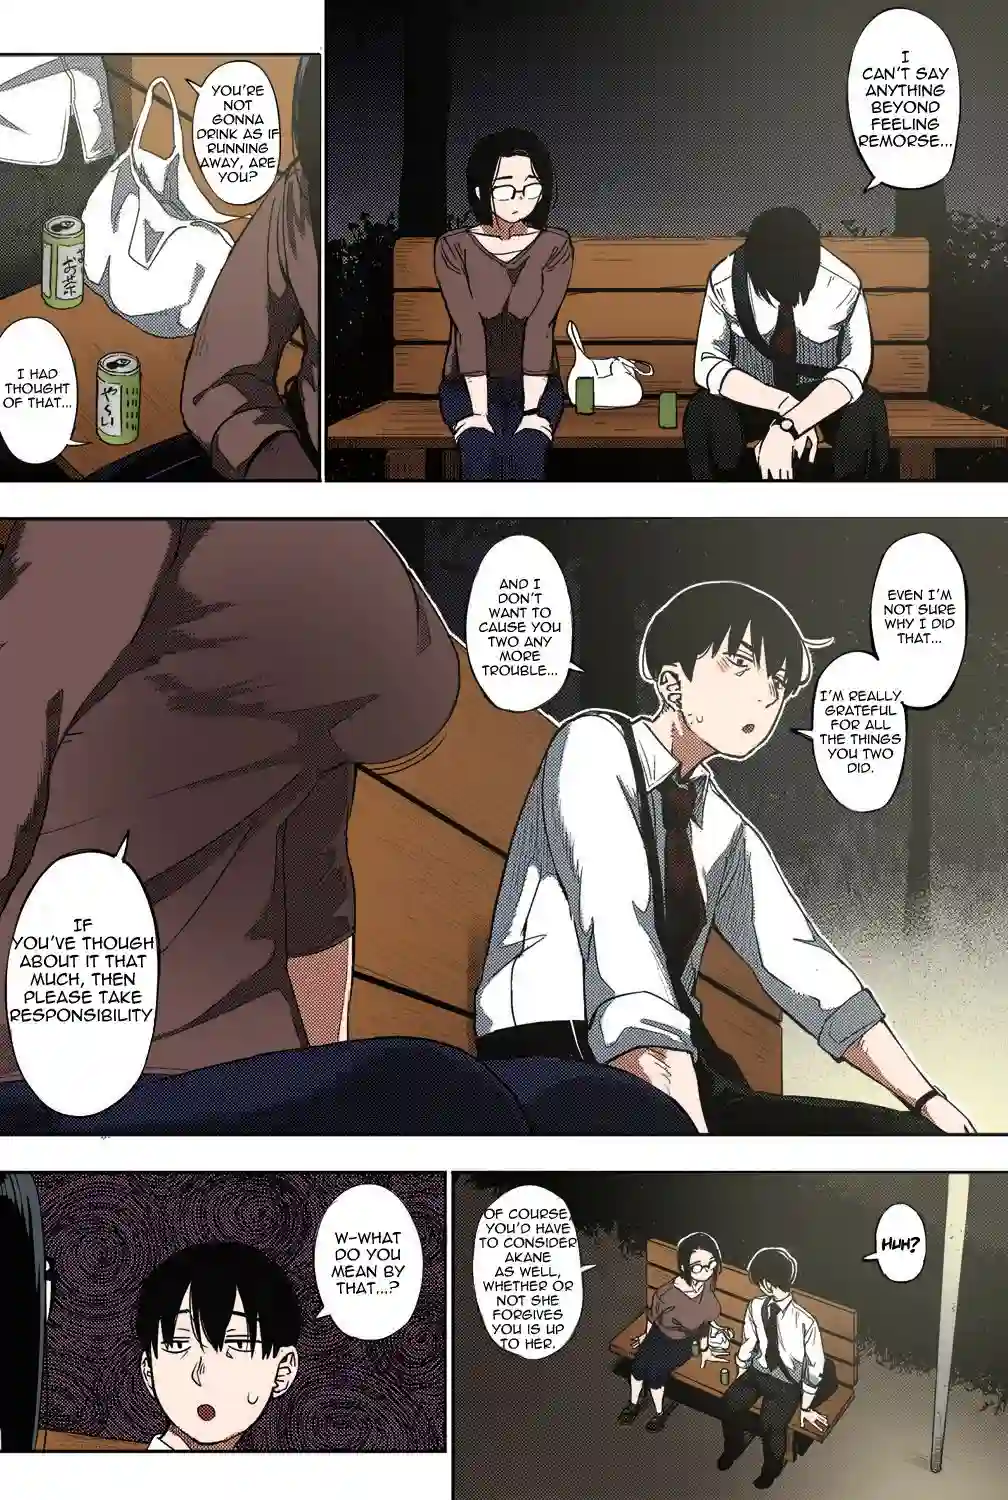 I
CAN'T SAY
ANYTHING
BEYOND
FEELING
REMORSE...
YOU'RE
NOT
GONNA
DRINK AS IF
RUNNING
AWAY, ARE
YOU?
お茶
や〜い
I HAD
THOUGHT
OF THAT...
EVEN I'M
NOT SURE
WHY I DID
THAT...
I'M REALLY
GRATEFUL
FOR ALL
THE THINGS
YOU TWO
DID.
AND I
DON'T
WANT TO
CAUSE YOU
TWO ANY
MORE
TROUBLE...
IF
YOU'VE THOUGH
ABOUT IT THAT
MUCH, THEN
PLEASE TAKE
RESPONSIBILITY
HUH?
OF COURSE,
YOU'D HAVE
TO CONSIDER
AKANE
AS WELL,
WHETHER OR
NOT SHE
FORGIVES
YOU IS UP
TO HER.
W-WHAT
DO YOU
MEAN BY
THAT...?